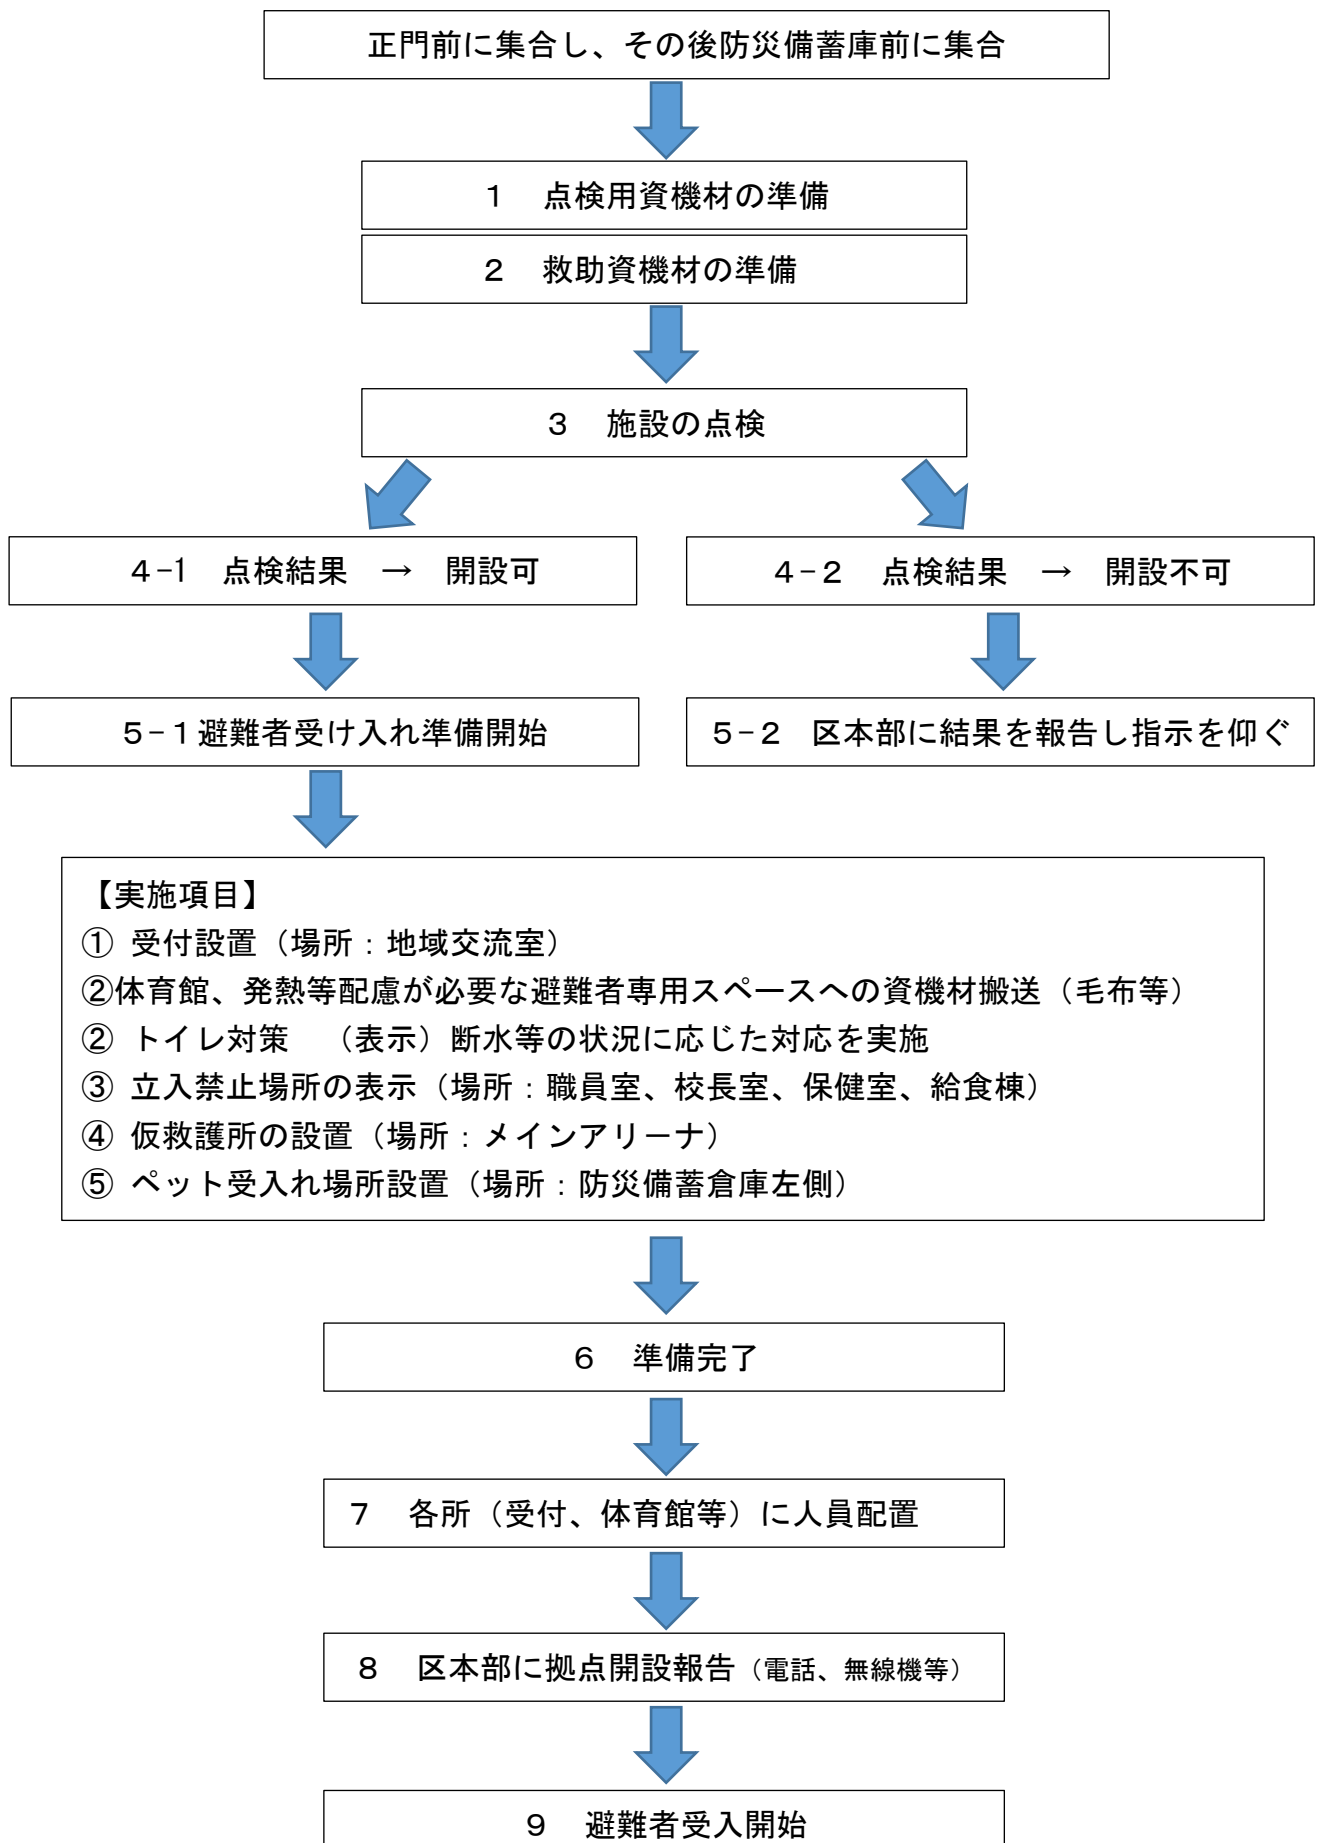 正門前に集合し、その後防災備蓄庫前に集合
１　点検用資機材の準備
２　救助資機材の準備
３　施設の点検
４−1　点検結果　→　開設可
４−２　点検結果　→　開設不可
５−１避難者受け入れ準備開始
５−２　区本部に結果を報告し指示を仰ぐ
【実施項目】
① 受付設置（場所：地域交流室）
②体育館、発熱等配慮が必要な避難者専用スペースへの資機材搬送（毛布等）
② トイレ対策　（表示）断水等の状況に応じた対応を実施
③ 立入禁止場所の表示（場所：職員室、校長室、保健室、給食棟）
④ 仮救護所の設置（場所：メインアリーナ）
⑤ ペット受入れ場所設置（場所：防災備蓄倉庫左側）
６　準備完了
７　各所（受付、体育館等）に人員配置
８　区本部に拠点開設報告（電話、無線機等）
９　避難者受入開始